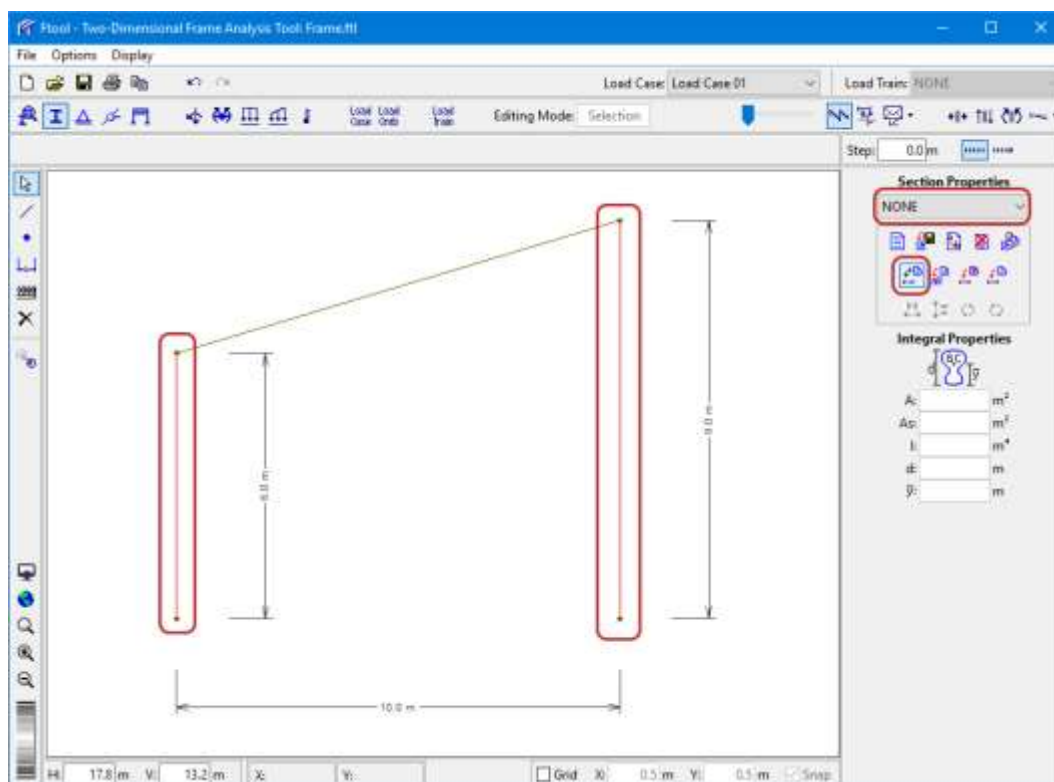 Ftool - Two-Dimensional Frame Analysis Tool: Frame.ftl
File Options Display
Load Case: Load Case 01 Load Train: NONE
Load Case Load Comb Load Train Editing Mode: Selection
Step: 0.0 m
Section Properties
NONE
Integral Properties
d ȳ
A: m²
As: m²
I: m⁴
d: m
ȳ: m
6.0 m
9.0 m
10.0 m
H: 17.8 m V: 13.2 m X: Y: Grid X: 0.5 m Y: 0.5 m Snap